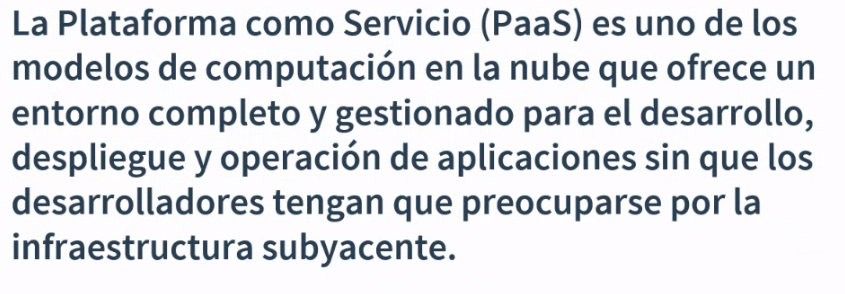 La Plataforma como Servicio (PaaS) es uno de los
modelos de computación en la nube que ofrece un
entorno completo y gestionado para el desarrollo,
despliegue y operación de aplicaciones sin que los
desarrolladores tengan que preocuparse por la
infraestructura subyacente.